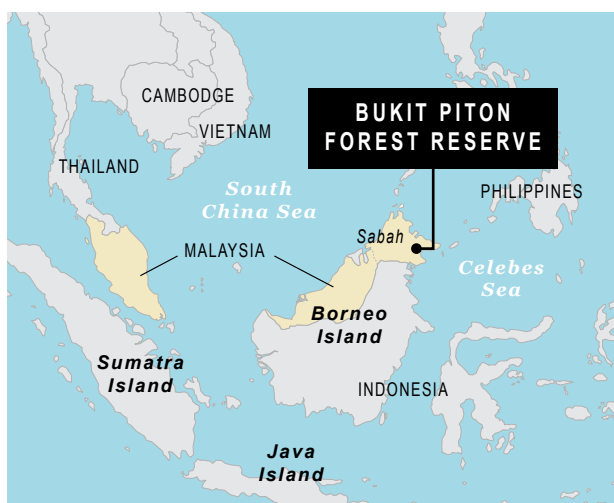 CAMBODGE
VIETNAM
THAILAND
BUKIT PITON
FOREST RESERVE
PHILIPPINES
South
China Sea
Sabah
MALAYSIA
Celebes
Sea
Borneo
Island
Sumatra
Island
INDONESIA
Java
Island